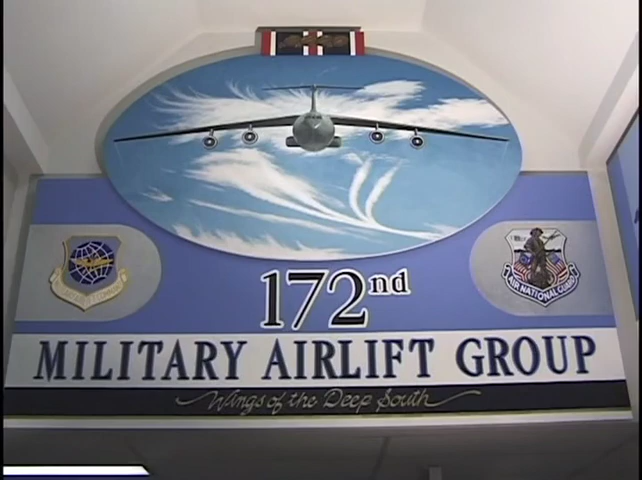 172nd
MILITARY AIRLIFT GROUP
Wings of the Deep South
AIR NATIONAL GUARD